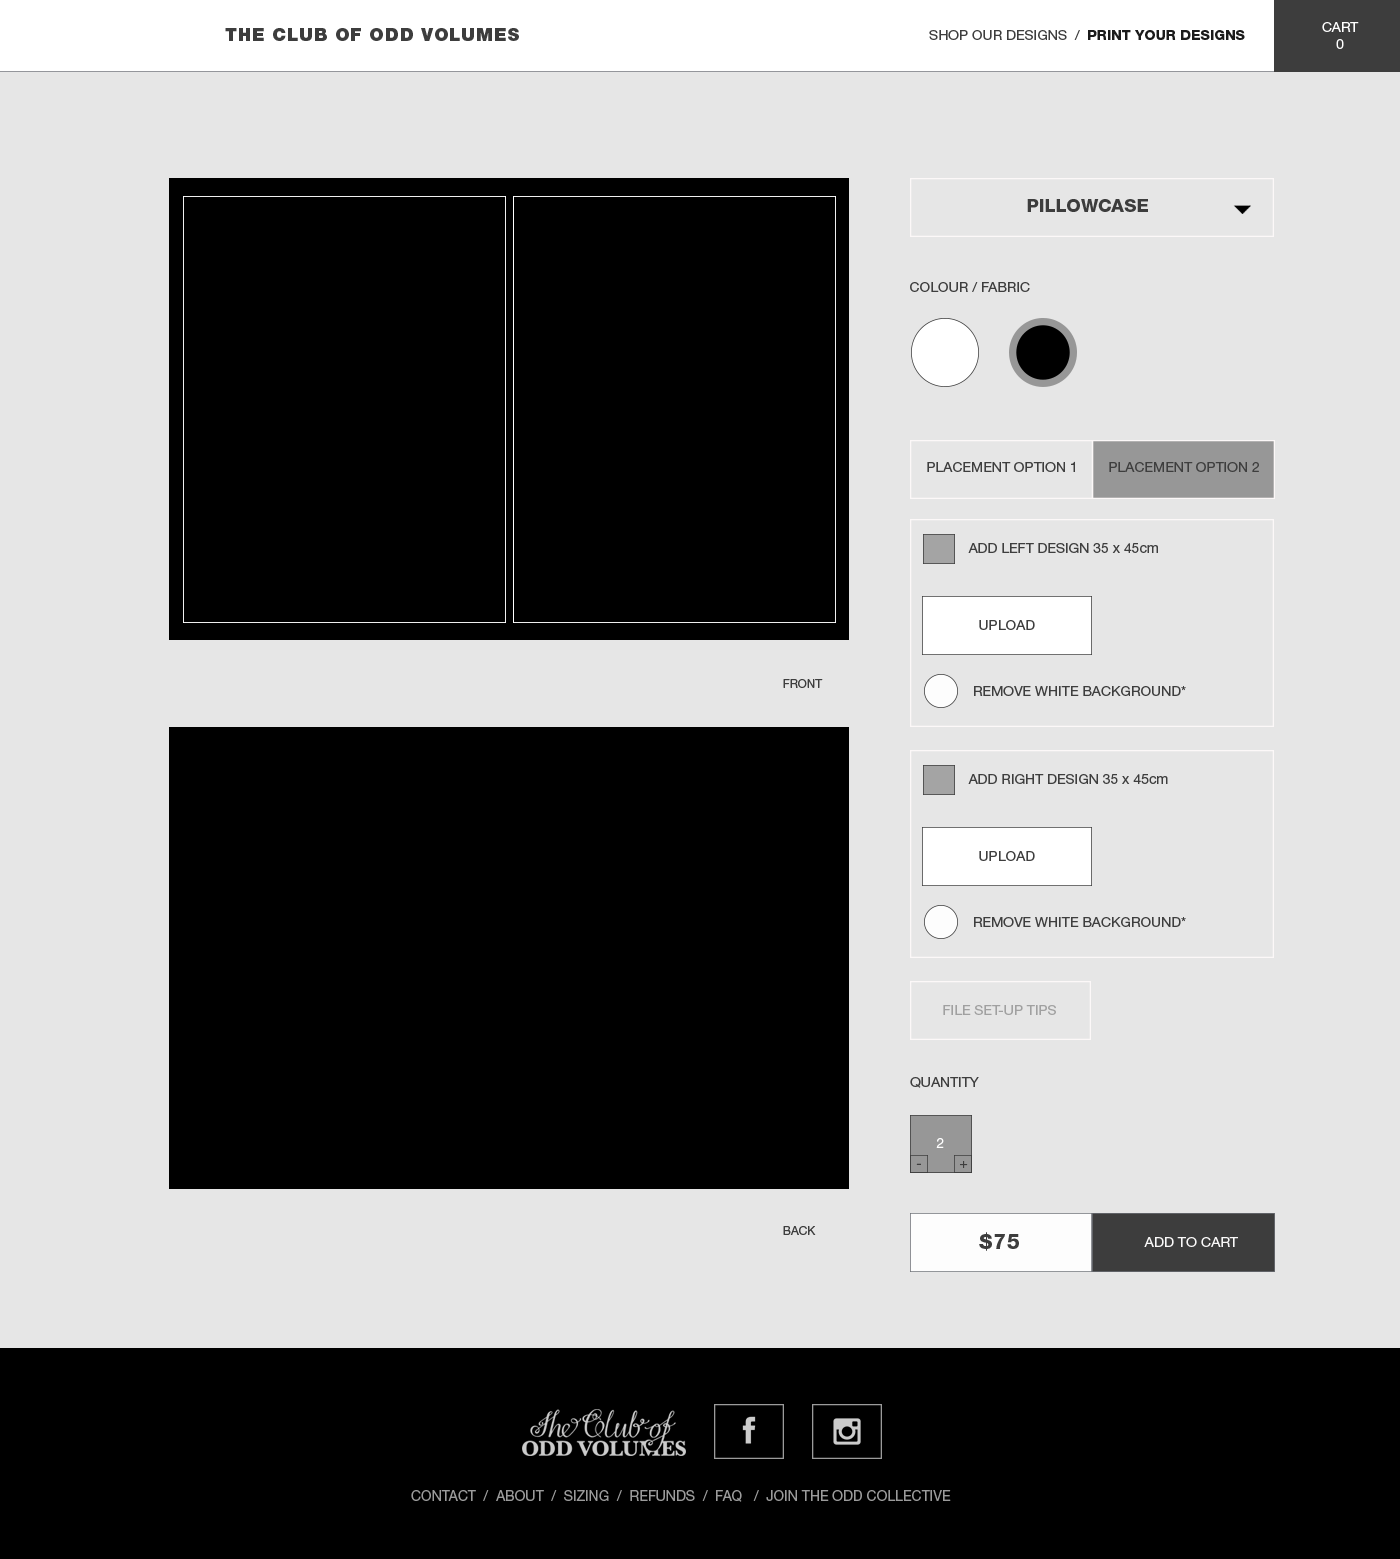 THE CLUB OF ODD VOLUMES
SHOP OUR DESIGNS / PRINT YOUR DESIGNS
CART
0
PILLOWCASE
COLOUR / FABRIC
PLACEMENT OPTION 1
PLACEMENT OPTION 2
ADD LEFT DESIGN 35 x 45cm
UPLOAD
REMOVE WHITE BACKGROUND*
FRONT
ADD RIGHT DESIGN 35 x 45cm
UPLOAD
REMOVE WHITE BACKGROUND*
FILE SET-UP TIPS
QUANTITY
2
- +
BACK
$75
ADD TO CART
The Club of
ODD VOLUMES
f
CONTACT / ABOUT / SIZING / REFUNDS / FAQ / JOIN THE ODD COLLECTIVE